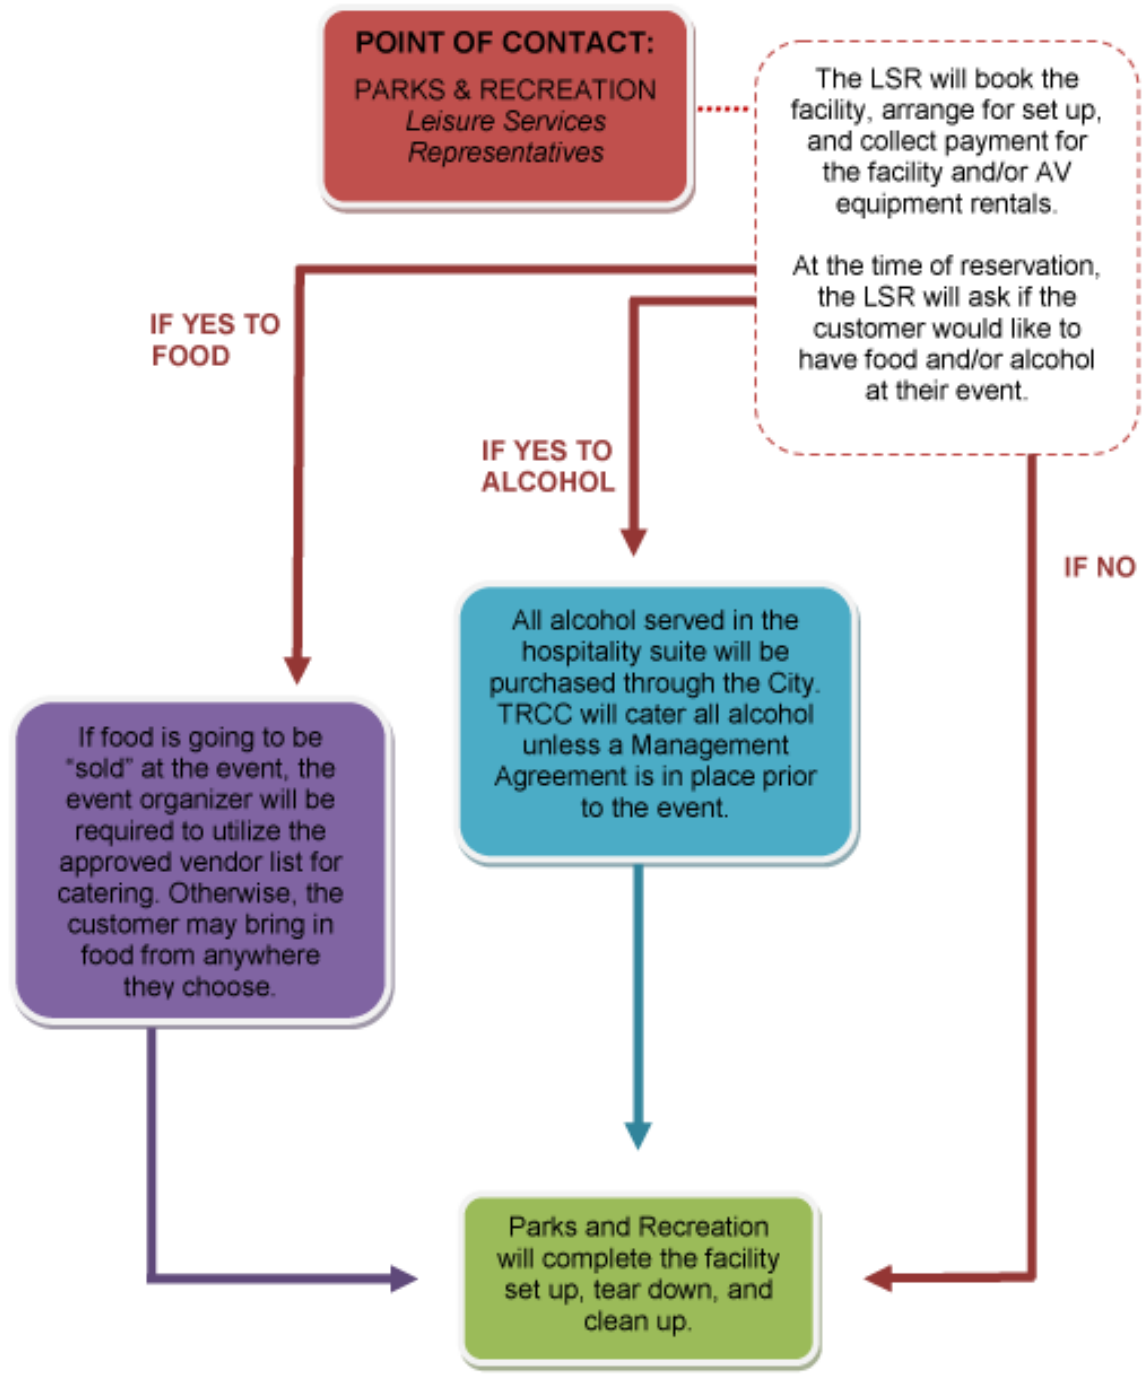 POINT OF CONTACT:
PARKS & RECREATION
Leisure Services
Representatives
The LSR will book the
facility, arrange for set up,
and collect payment for
the facility and/or AV
equipment rentals.
At the time of reservation,
the LSR will ask if the
customer would like to
have food and/or alcohol
at their event.
IF YES TO
FOOD
IF YES TO
ALCOHOL
IF NO
All alcohol served in the
hospitality suite will be
purchased through the City.
TRCC will cater all alcohol
unless a Management
Agreement is in place prior
to the event.
If food is going to be
“sold” at the event, the
event organizer will be
required to utilize the
approved vendor list for
catering. Otherwise, the
customer may bring in
food from anywhere
they choose.
Parks and Recreation
will complete the facility
set up, tear down, and
clean up.